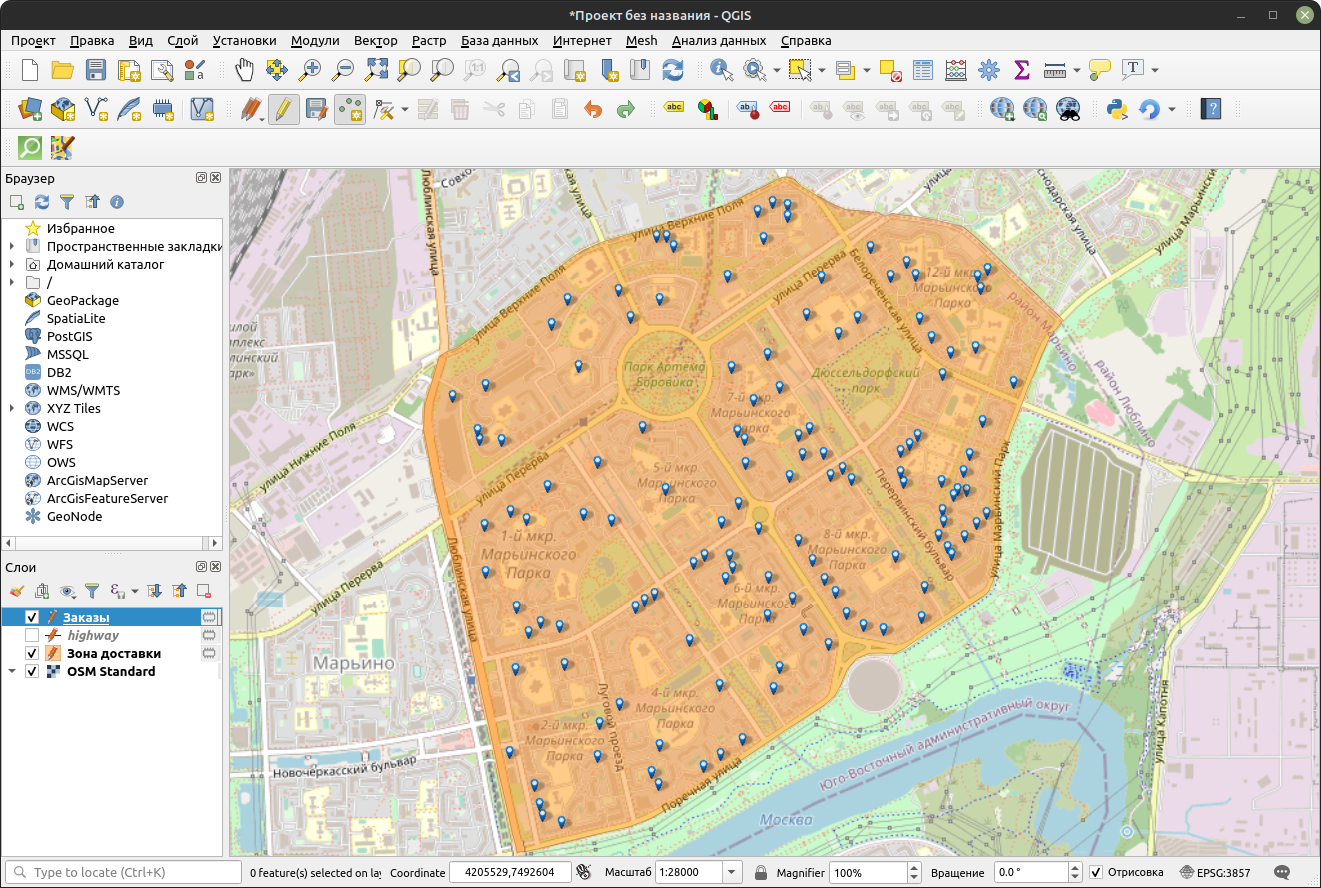 *Проект без названия - QGIS
Проект Правка Вид Слой Установки Модули Вектор Растр База данных Интернет Mesh Анализ данных Справка
Браузер
Избранное
Пространственные закладки
Домашний каталог
/
GeoPackage
SpatiaLite
PostGIS
MSSQL
DB2
WMS/WMTS
XYZ Tiles
WCS
WFS
OWS
ArcGisMapServer
ArcGisFeatureServer
GeoNode
Слои
Заказы
highway
Зона доставки
OSM Standard
Люблинская улица
улица Верхние Поля
улица Верхние Поля
улица Перерва
Белореченская улица
12-й мкр.
Марьинского
Парка
район Марьино
район Люблино
улица Нижние Поля
Парк Артёма
Боровика
Дюссельдорфский
парк
7-й мкр.
Марьинского
Парка
улица Перерва
5-й мкр.
Марьинского
Парка
Перервинский бульвар
улица Марьинский Парк
1-й мкр.
Марьинского
Парка
8-й мкр.
Марьинского
Парка
6-й мкр.
Марьинского
Парка
улица Перерва
Люблинская улица
Марьино
4-й мкр.
Марьинского
Парка
Луговой проезд
2-й мкр.
Марьинского
Парка
Новочеркасский бульвар
Поречная улица
Юго-Восточный административный округ
Москва
улица Капотня
Type to locate (Ctrl+K)
0 feature(s) selected on la
Coordinate 4205529,7492604
Масштаб 1:28000
Magnifier 100%
Вращение 0.0 °
Отрисовка
EPSG:3857